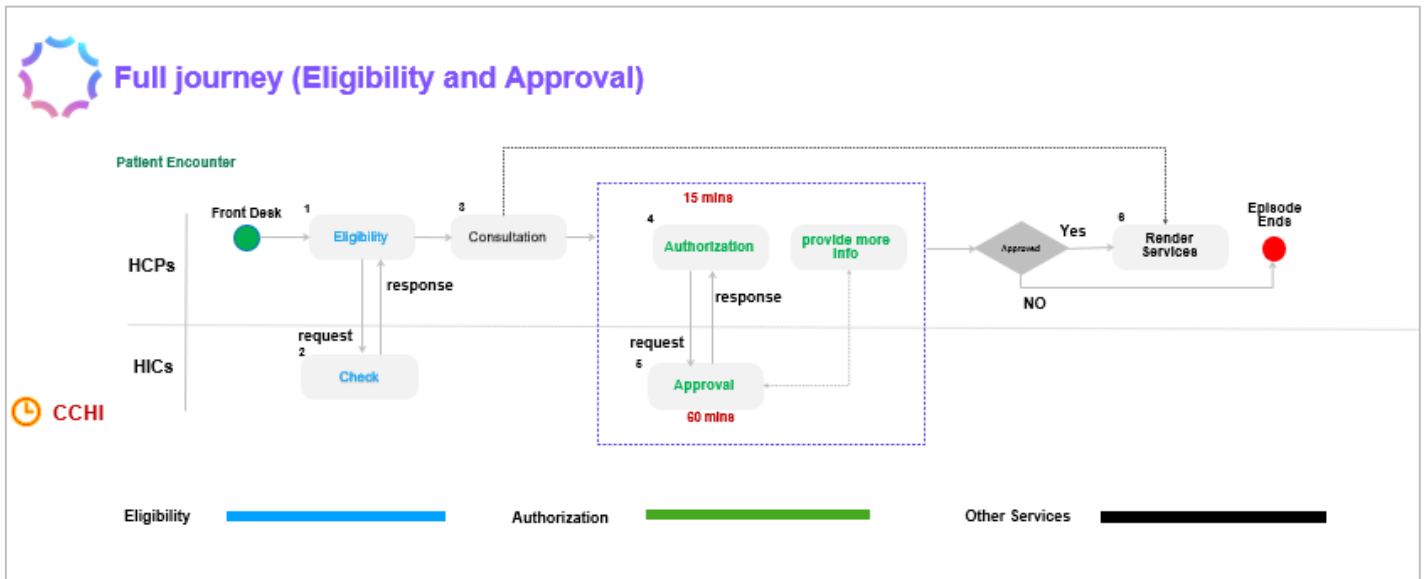 Full journey (Eligibility and Approval)
Patient Encounter
15 mins
Front Desk
1
Eligibility
3
Consultation
4
Authorization
provide more
Info
Approved
Yes
6
Render
Services
Episode
Ends
HCPs
response
response
NO
request
2
Check
request
5
Approval
60 mins
HICs
CCHI
Eligibility
Authorization
Other Services